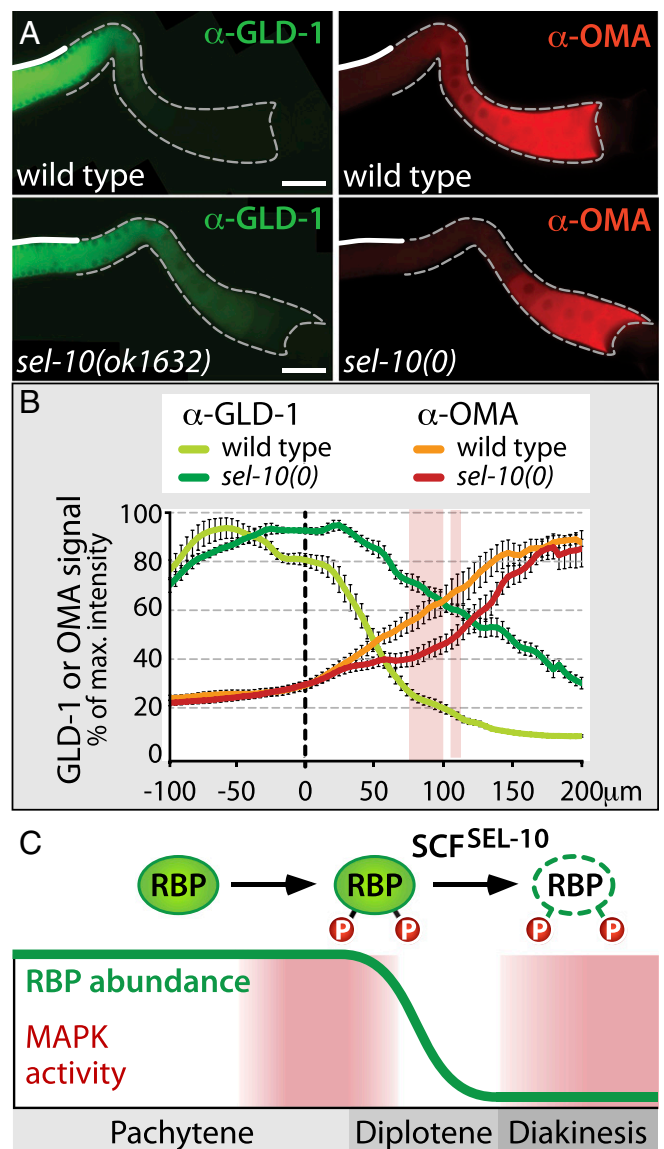 A
α-GLD-1
wild type
α-OMA
wild type
α-GLD-1
sel-10(ok1632)
α-OMA
sel-10(0)
B
α-GLD-1
wild type
sel-10(0)
α-OMA
wild type
sel-10(0)
GLD-1 or OMA signal
% of max. intensity
100
80
60
40
20
0
-100 -50 0 50 100 150 200μm
C
SCF^SEL-10
RBP RBP RBP
P P P P
RBP abundance
MAPK
activity
Pachytene Diplotene Diakinesis